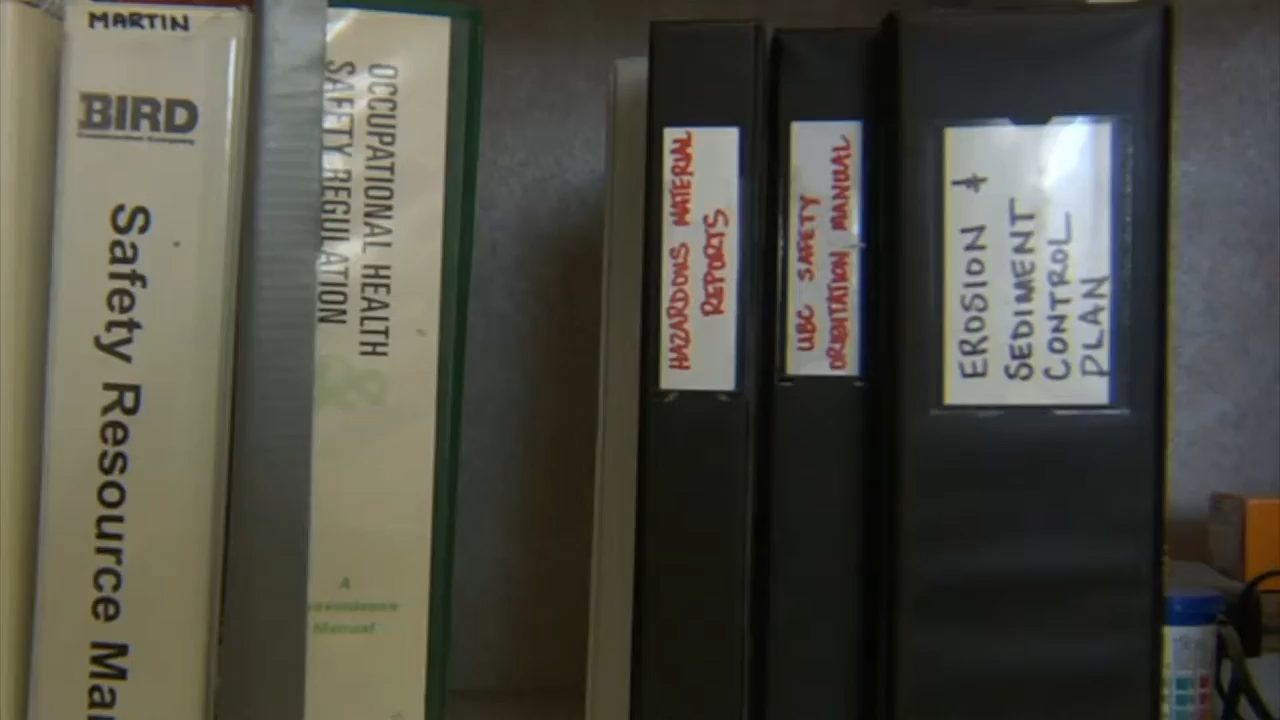 MARTIN
BIRD
Safety Resource Ma
OCCUPATIONAL HEALTH
SAFETY REGULATION
&
A
Manual
HAZARDOUS MATERIAL
REPORTS
UBC SAFETY
ORIENTATION MANUAL
EROSION &
SEDIMENT
CONTROL
PLAN